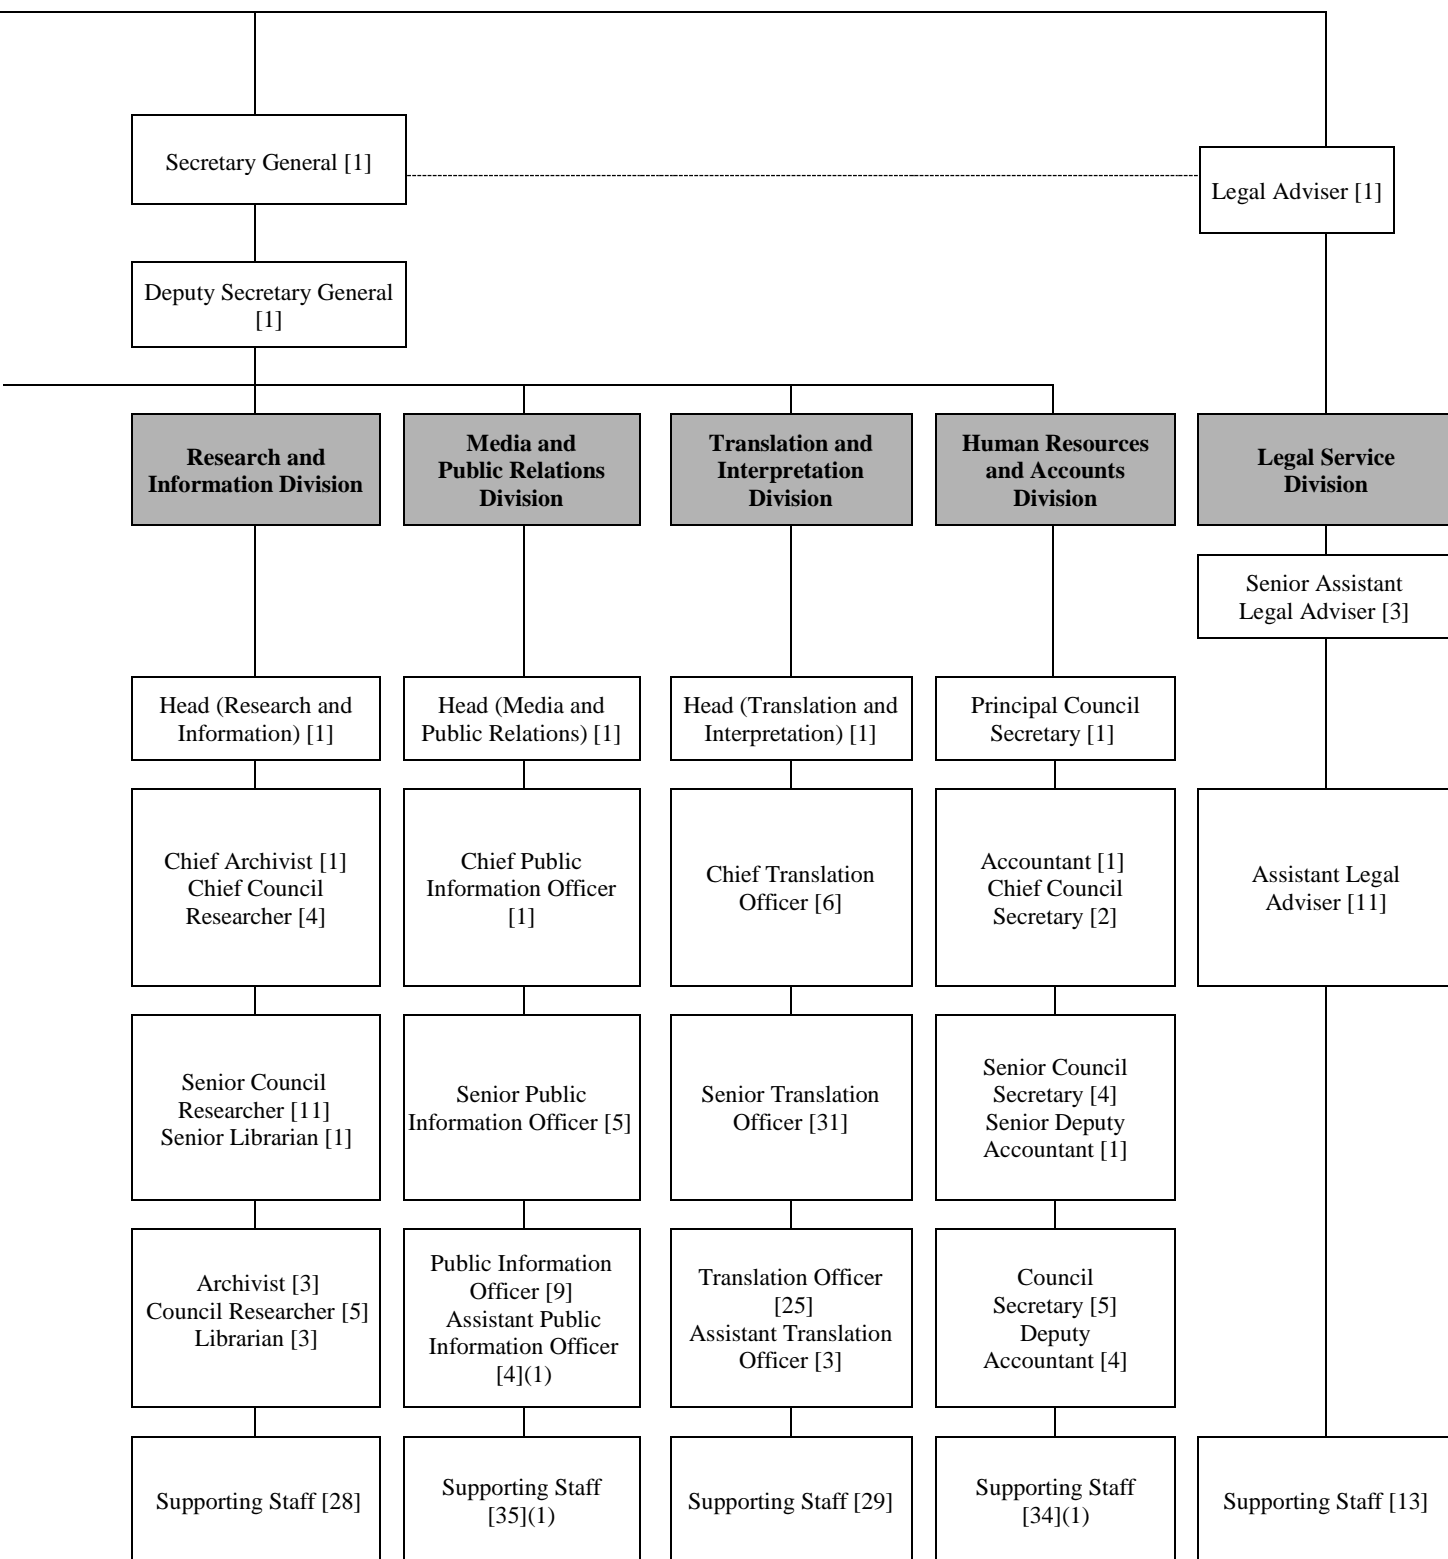 Secretary General [1]
Legal Adviser [1]
Deputy Secretary General
[1]
Research and
Information Division
Media and
Public Relations
Division
Translation and
Interpretation
Division
Human Resources
and Accounts
Division
Legal Service
Division
Senior Assistant
Legal Adviser [3]
Head (Research and
Information) [1]
Head (Media and
Public Relations) [1]
Head (Translation and
Interpretation) [1]
Principal Council
Secretary [1]
Chief Archivist [1]
Chief Council
Researcher [4]
Chief Public
Information Officer
[1]
Chief Translation
Officer [6]
Accountant [1]
Chief Council
Secretary [2]
Assistant Legal
Adviser [11]
Senior Council
Researcher [11]
Senior Librarian [1]
Senior Public
Information Officer [5]
Senior Translation
Officer [31]
Senior Council
Secretary [4]
Senior Deputy
Accountant [1]
Archivist [3]
Council Researcher [5]
Librarian [3]
Public Information
Officer [9]
Assistant Public
Information Officer
[4](1)
Translation Officer
[25]
Assistant Translation
Officer [3]
Council
Secretary [5]
Deputy
Accountant [4]
Supporting Staff [28]
Supporting Staff
[35](1)
Supporting Staff [29]
Supporting Staff
[34](1)
Supporting Staff [13]